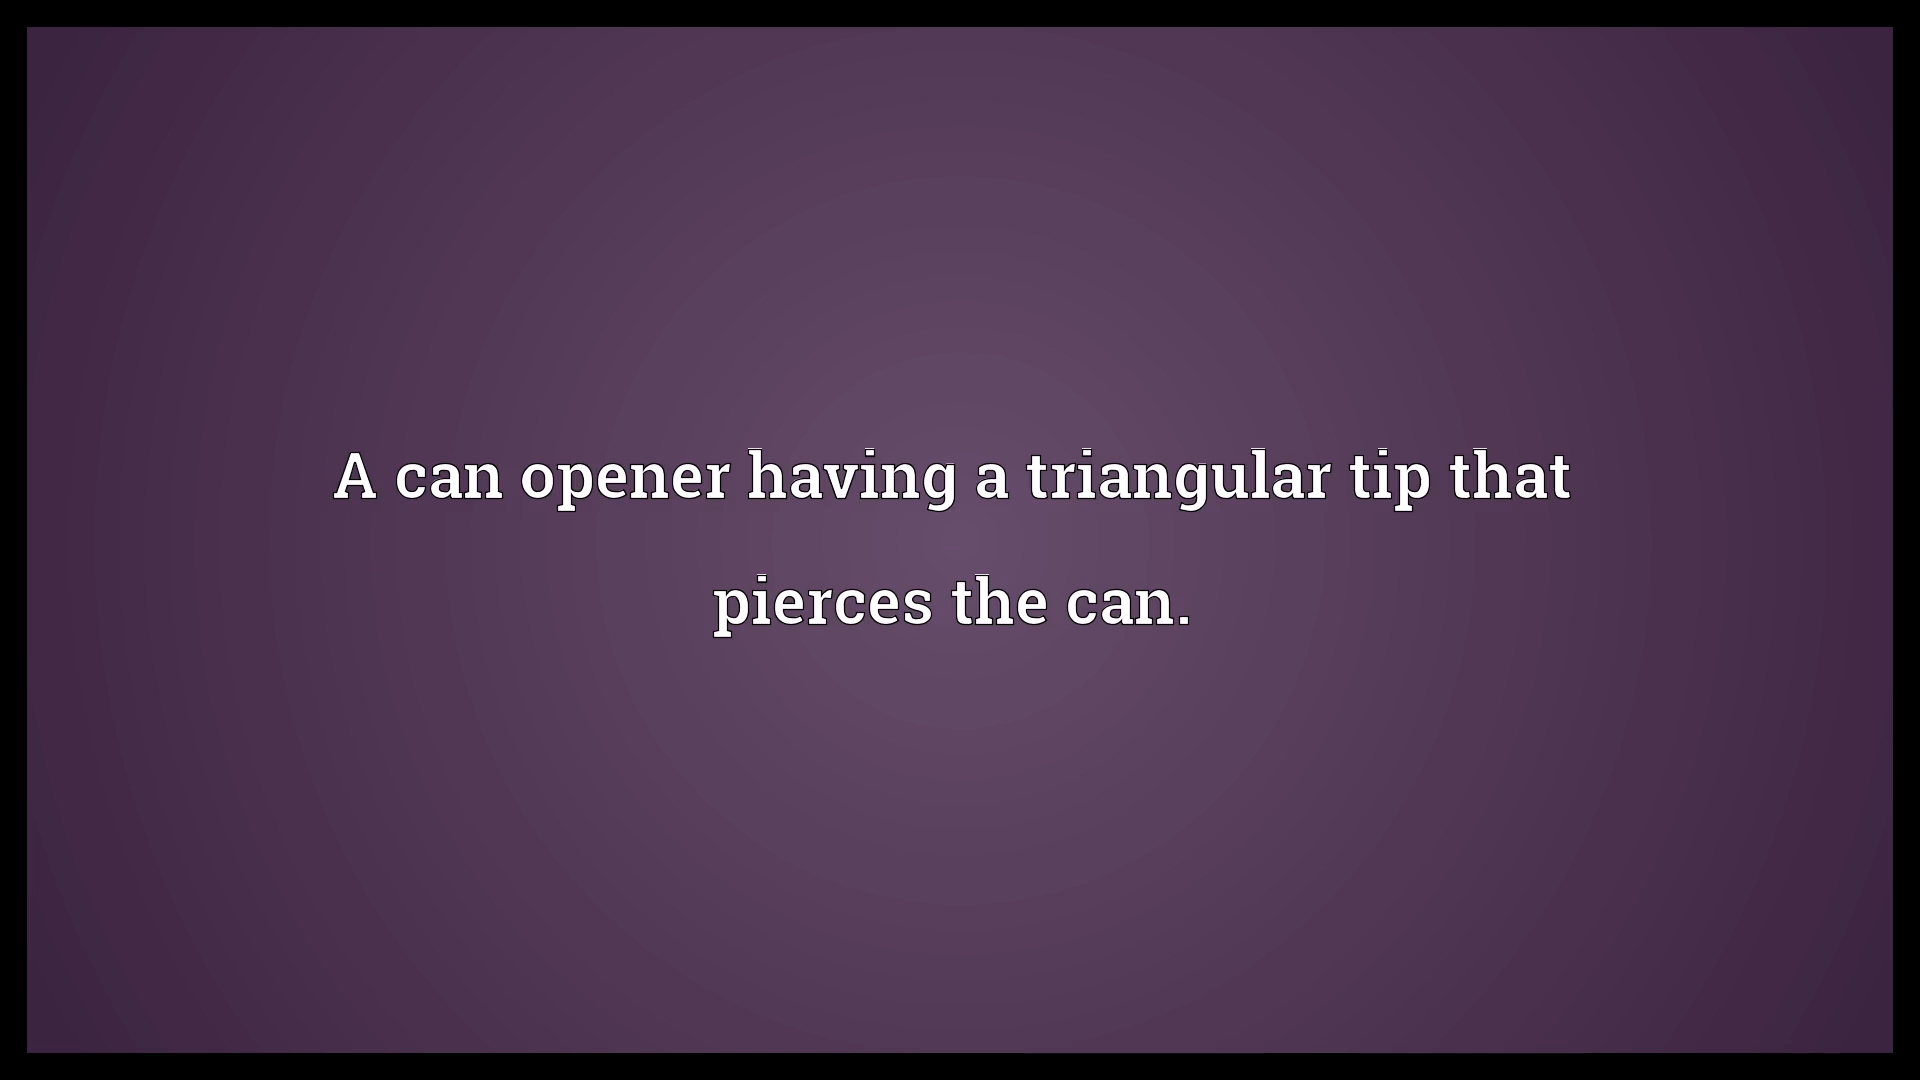 A can opener having a triangular tip that
pierces the can.